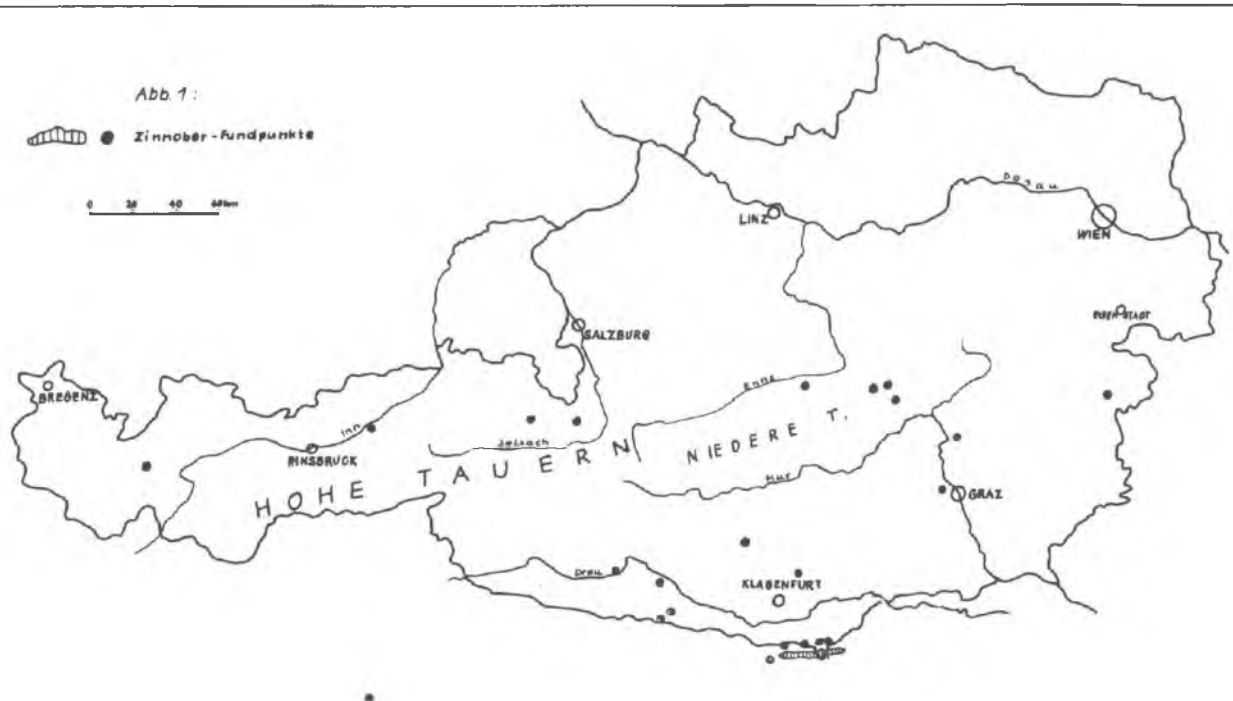 Abb. 1:
Zinnober-Fundpunkte
0 20 40 60km
Donau
LINZ
WIEN
EISENSTADT
SALZBURG
BREGENZ
Inn
INNSBRUCK
Enns
Salzach
HOHE TAUERN
NIEDERE T.
Mur
GRAZ
Drau
KLAGENFURT